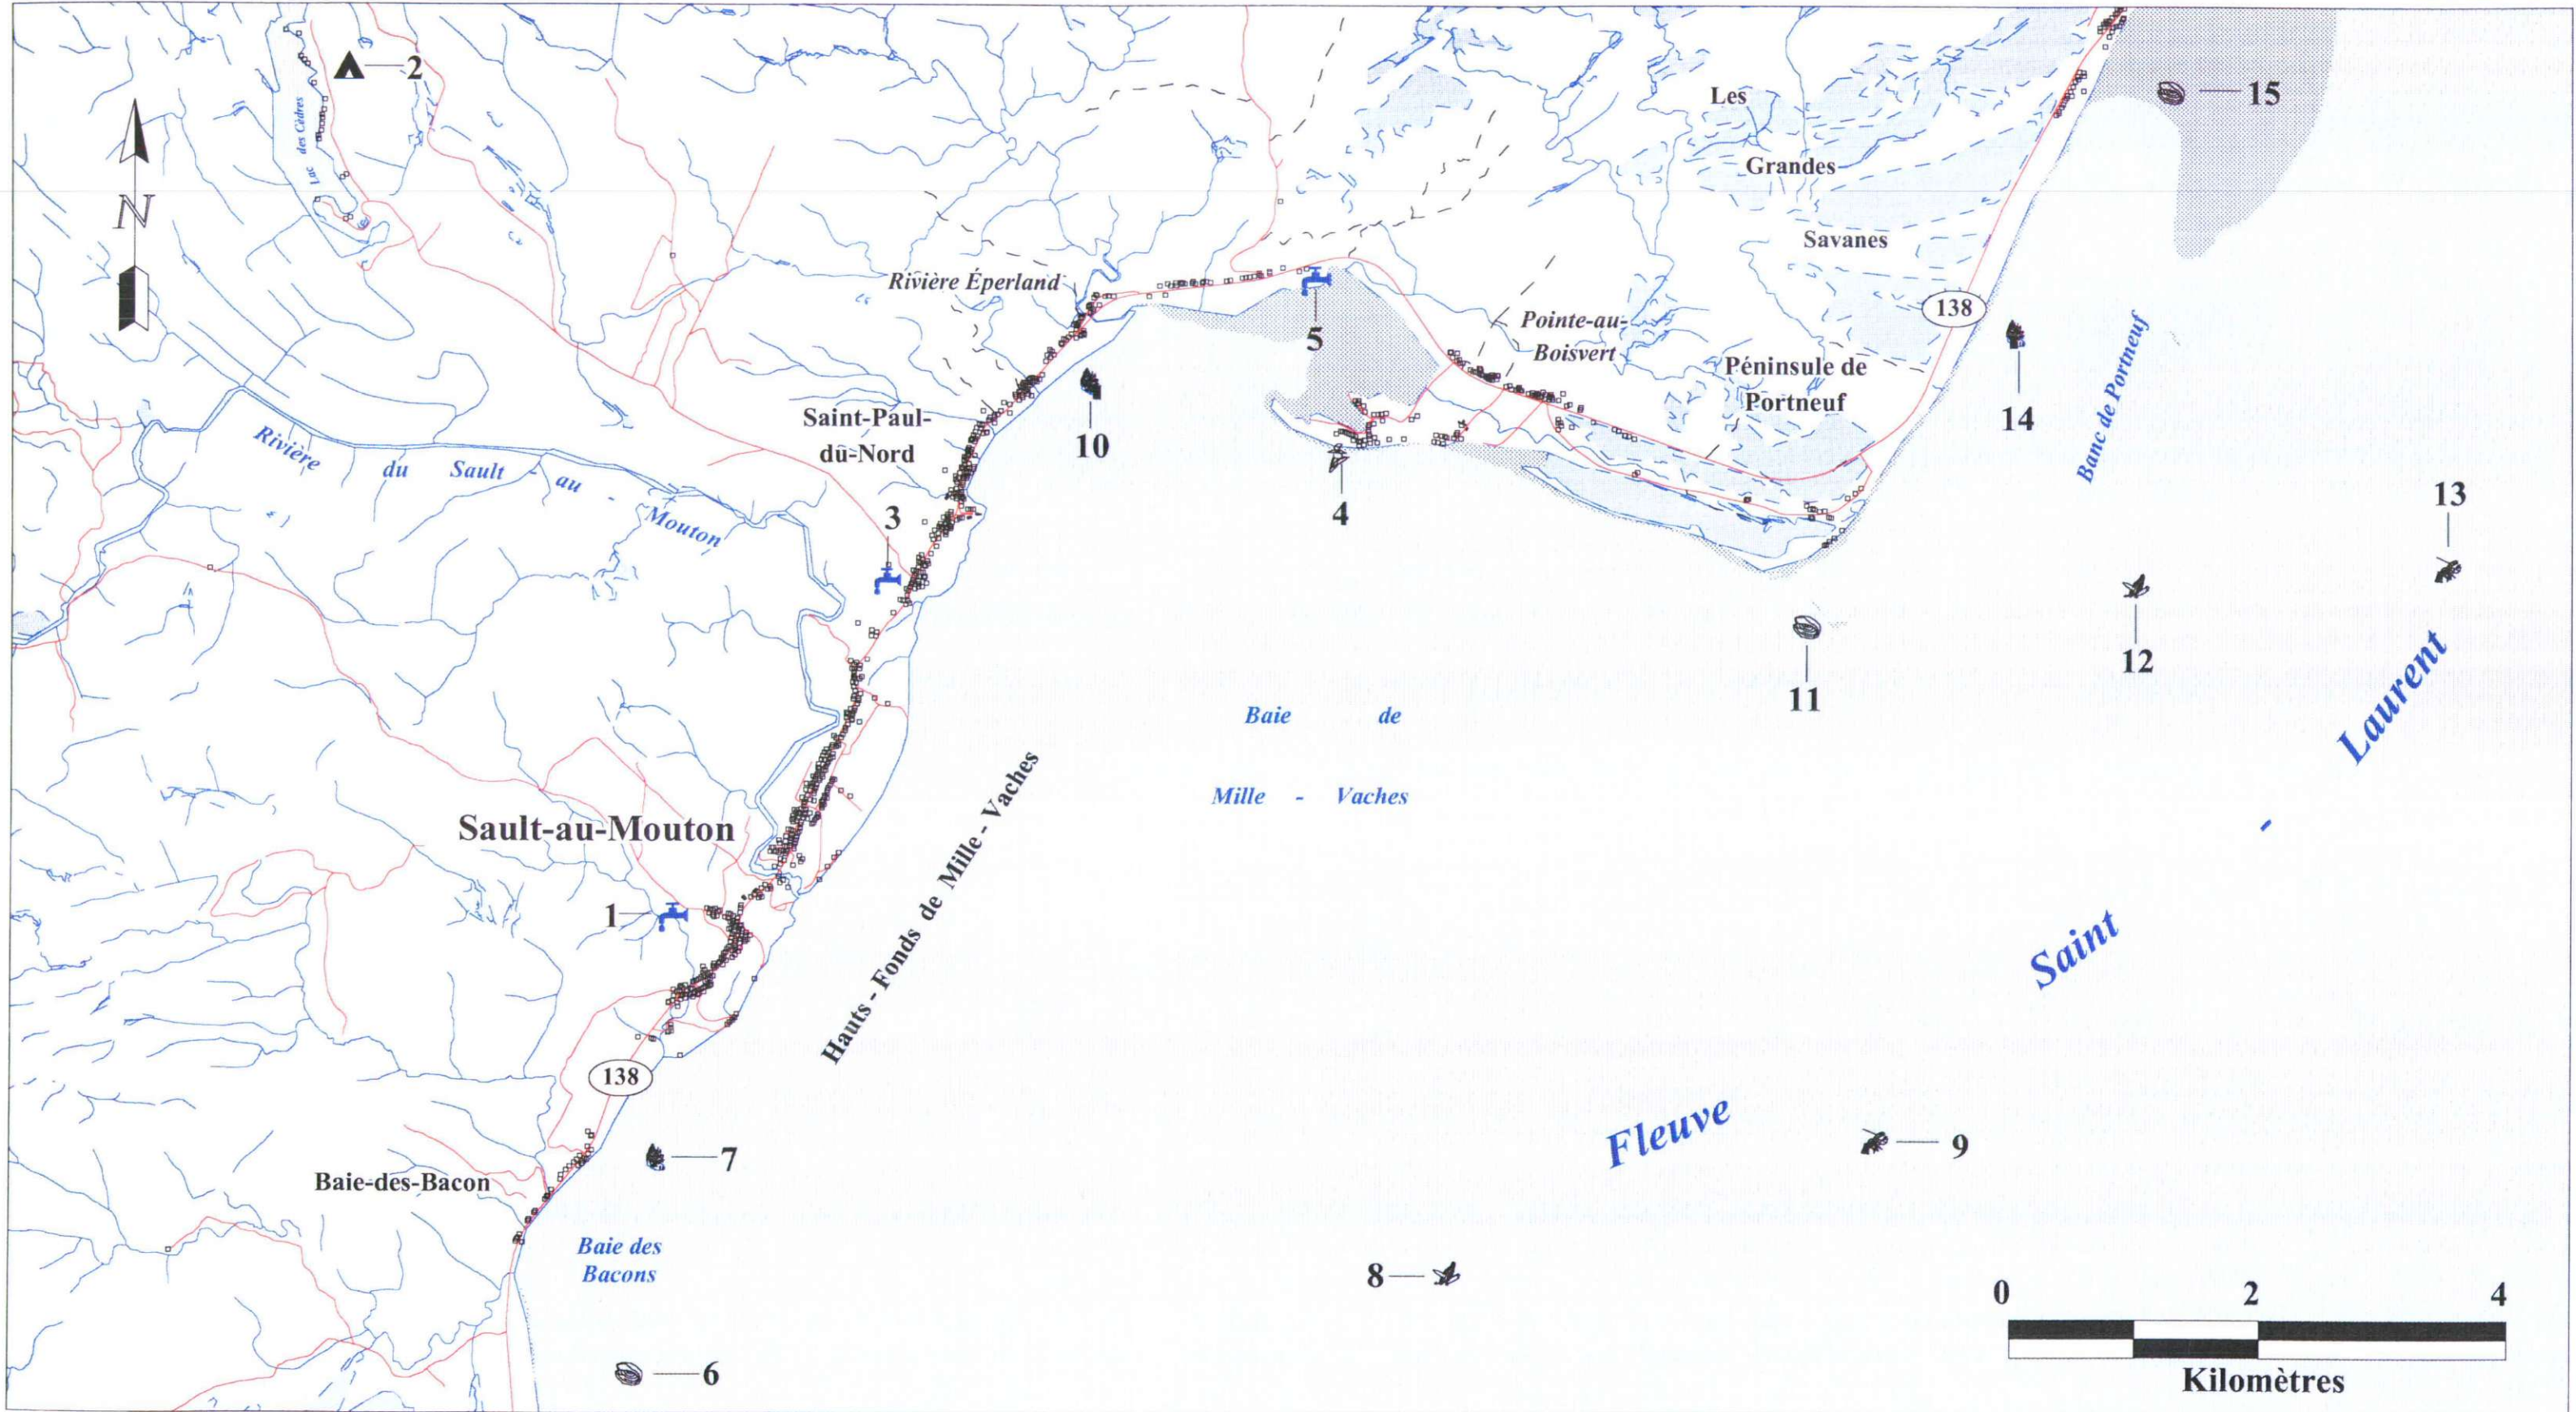 2
15
Lac des Cèdres
Les
Grandes
Savanes
N
Rivière Éperland
138
5
Pointe-au-
Boisvert
Péninsule de
Portneuf
Banc de Portneuf
14
Saint-Paul-
du-Nord
10
Rivière du Sault au - Mouton
3
4
13
12
11
Baie de
Mille - Vaches
Hauts - Fonds de Mille - Vaches
Sault-au-Mouton
1
Fleuve Saint - Laurent
138
7
9
Baie-des-Bacon
Baie des
Bacons
8
6
0 2 4
Kilomètres